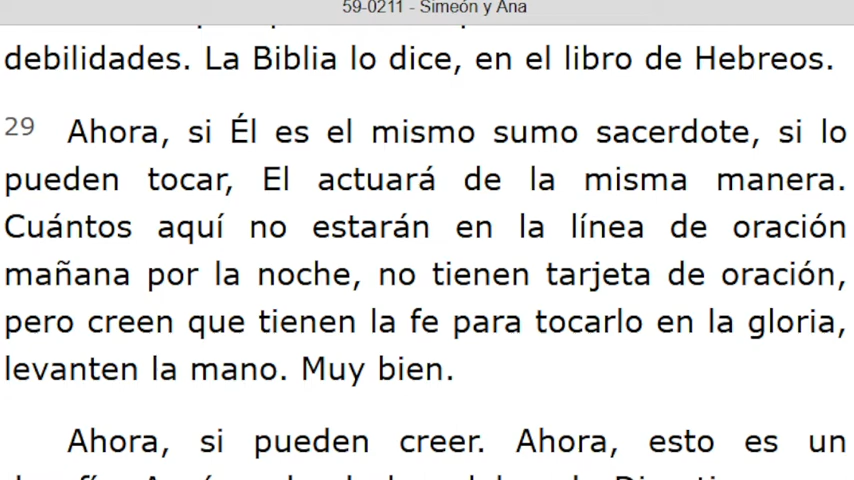 59-0211 - Simeón y Ana
debilidades. La Biblia lo dice, en el libro de Hebreos.
29 Ahora, si Él es el mismo sumo sacerdote, si lo
pueden tocar, El actuará de la misma manera.
Cuántos aquí no estarán en la línea de oración
mañana por la noche, no tienen tarjeta de oración,
pero creen que tienen la fe para tocarlo en la gloria,
levanten la mano. Muy bien.
Ahora, si pueden creer. Ahora, esto es un